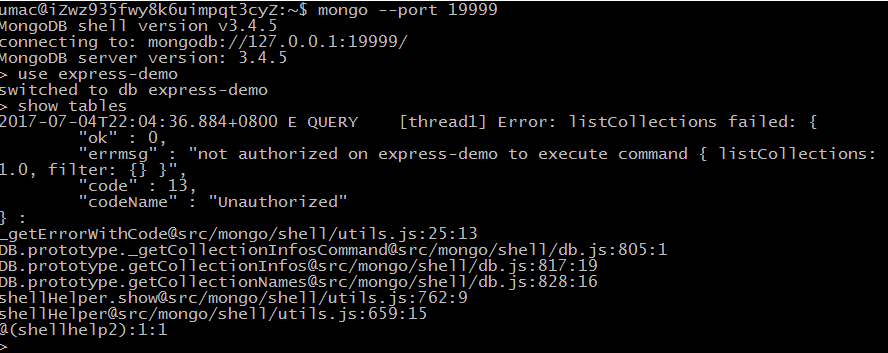 umac@iZwz935fwy8k6uimpqt3cyZ:~$ mongo --port 19999
MongoDB shell version v3.4.5
connecting to: mongodb://127.0.0.1:19999/
MongoDB server version: 3.4.5
> use express-demo
switched to db express-demo
> show tables
2017-07-04T22:04:36.884+0800 E QUERY    [thread1] Error: listCollections failed: {
        "ok" : 0,
        "errmsg" : "not authorized on express-demo to execute command { listCollections:
1.0, filter: {} }",
        "code" : 13,
        "codeName" : "Unauthorized"
} :
_getErrorWithCode@src/mongo/shell/utils.js:25:13
DB.prototype._getCollectionInfosCommand@src/mongo/shell/db.js:805:1
DB.prototype.getCollectionInfos@src/mongo/shell/db.js:817:19
DB.prototype.getCollectionNames@src/mongo/shell/db.js:828:16
shellHelper.show@src/mongo/shell/utils.js:762:9
shellHelper@src/mongo/shell/utils.js:659:15
@(shellhelp2):1:1
>